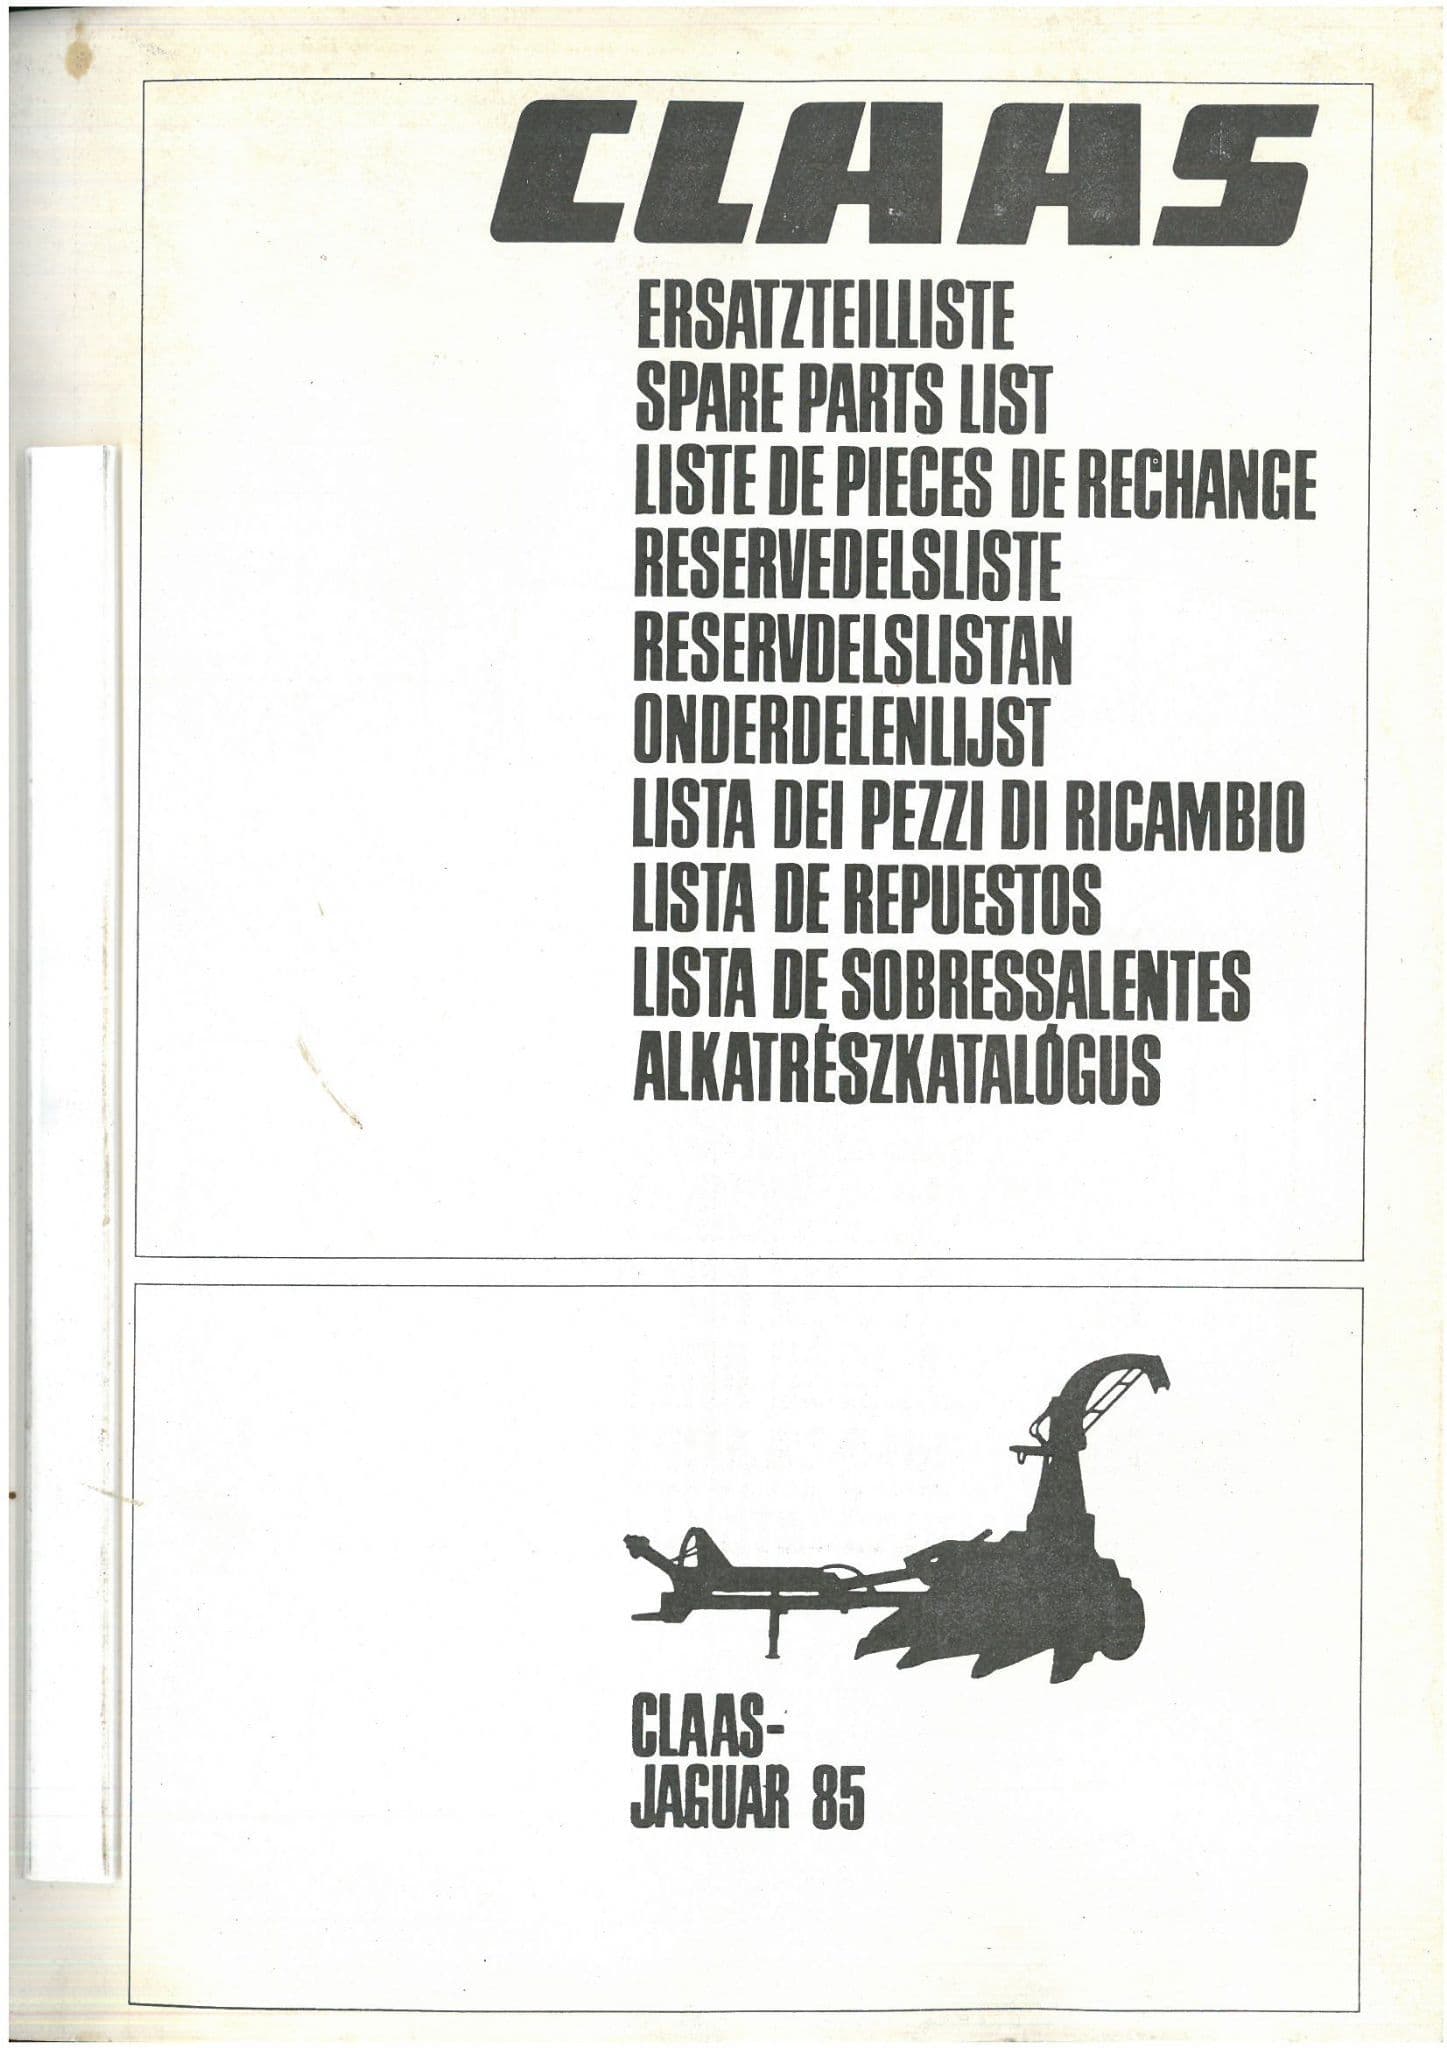 CLAAS
ERSATZTEILLISTE
SPARE PARTS LIST
LISTE DE PIECES DE RECHANGE
RESERVEDELSLISTE
RESERVDELSLISTAN
ONDERDELENLIJST
LISTA DEI PEZZI DI RICAMBIO
LISTA DE REPUESTOS
LISTA DE SOBRESSALENTES
ALKATRÉSZKATALÓGUS
CLAAS-
JAGUAR 85